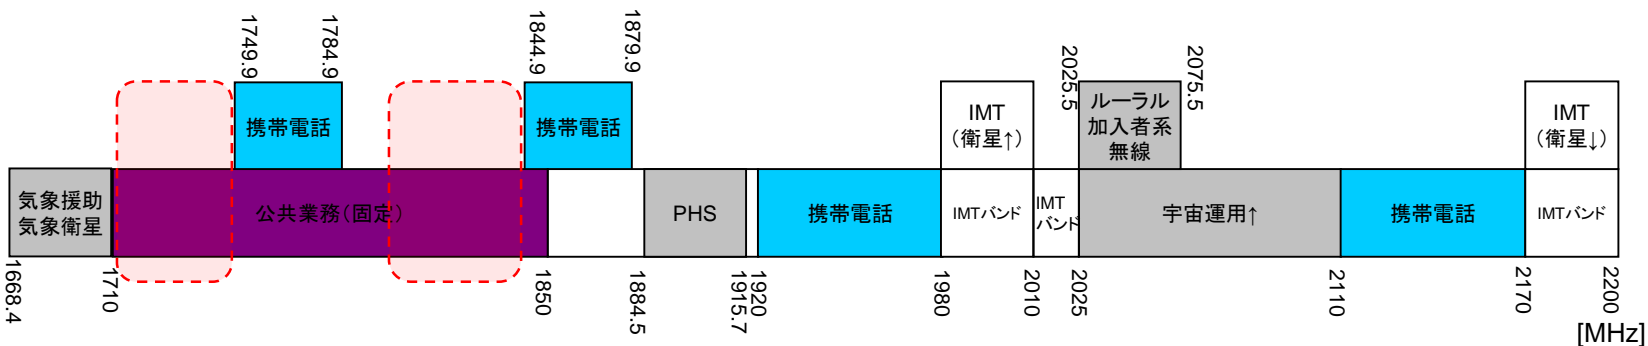 1749.9
1784.9
1844.9
1879.9
2025.5
2075.5
携帯電話
携帯電話
IMT
(衛星↑)
ルーラル
加入者系
無線
IMT
(衛星↓)
気象援助
気象衛星
公共業務(固定)
PHS
携帯電話
IMTバンド
IMT
バンド
宇宙運用↑
携帯電話
IMTバンド
1668.4
1710
1850
1884.5
1915.7
1920
1980
2010
2025
2110
2170
2200
[MHz]